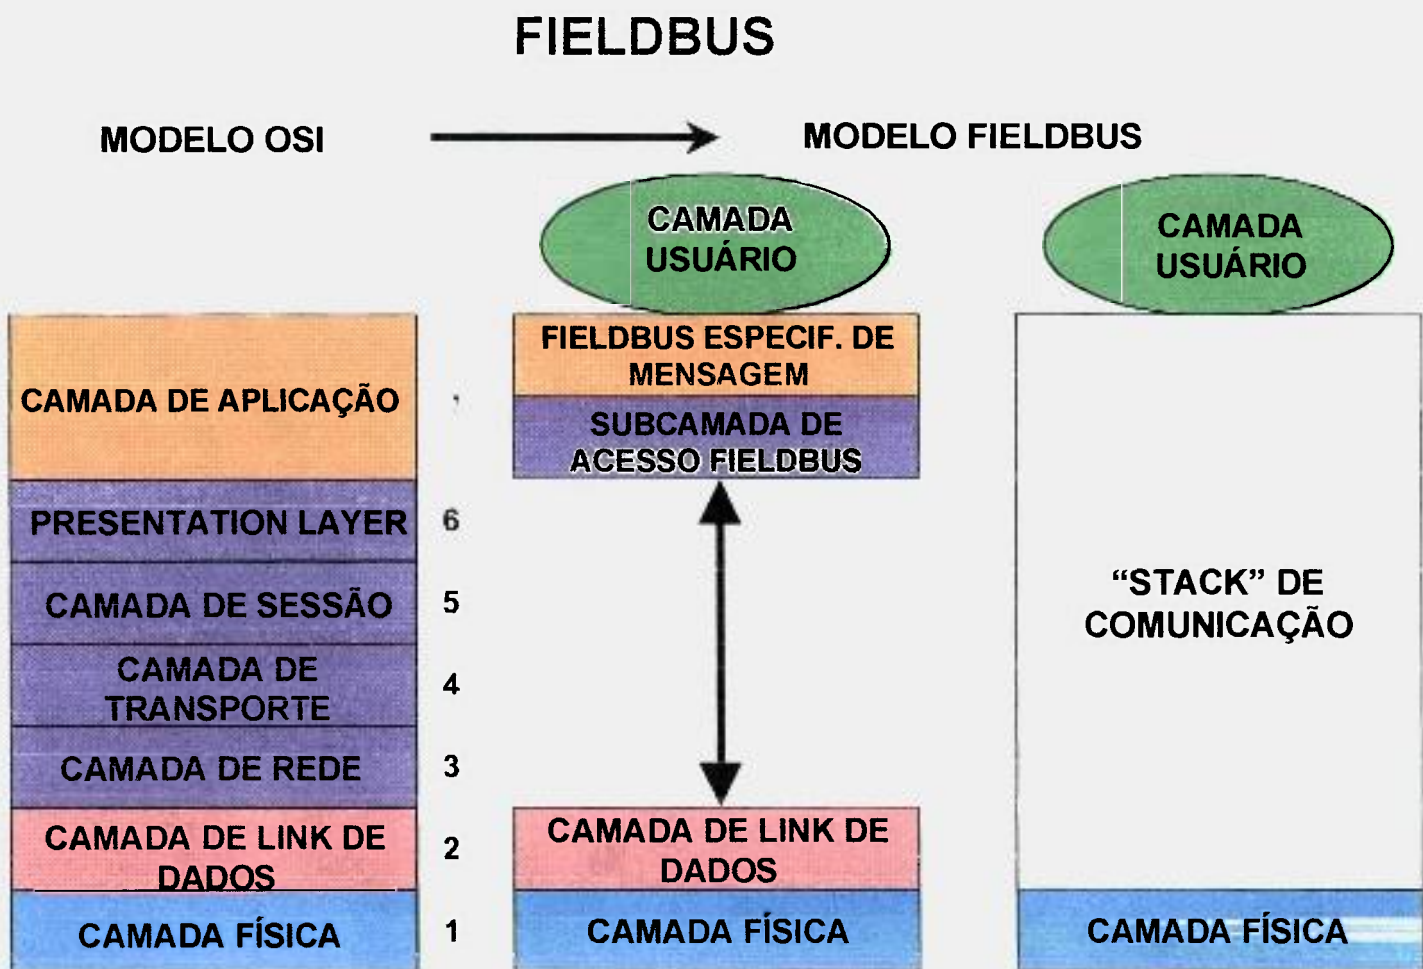 FIELDBUS
MODELO OSI
MODELO FIELDBUS
CAMADA DE APLICAÇÃO
PRESENTATION LAYER
6
CAMADA DE SESSÃO
5
CAMADA DE
TRANSPORTE
4
CAMADA DE REDE
3
CAMADA DE LINK DE
DADOS
2
CAMADA FÍSICA
1
CAMADA
USUÁRIO
FIELDBUS ESPECIF. DE
MENSAGEM
SUBCAMADA DE
ACESSO FIELDBUS
CAMADA DE LINK DE
DADOS
CAMADA FÍSICA
CAMADA
USUÁRIO
“STACK” DE
COMUNICAÇÃO
CAMADA FÍSICA